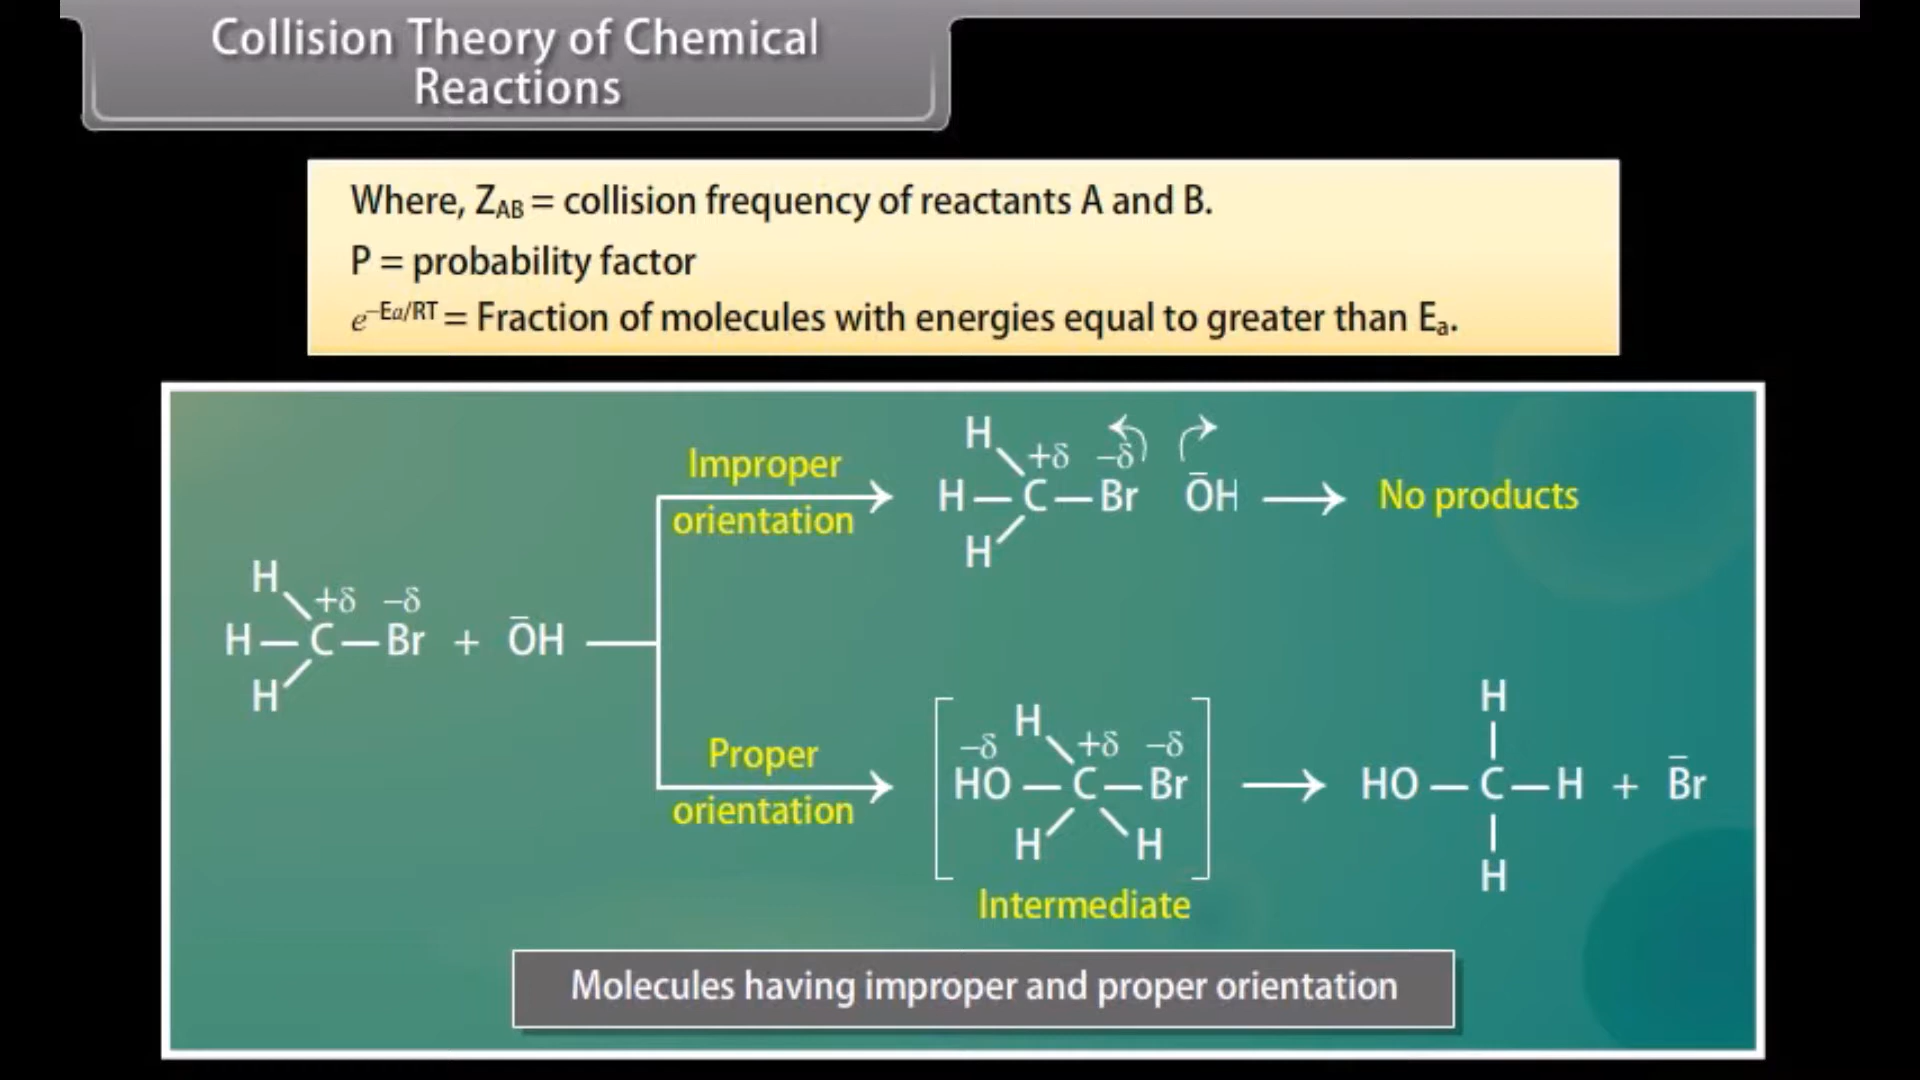 Collision Theory of Chemical
Reactions
Where, Z_AB = collision frequency of reactants A and B.
P = probability factor
e^–Ea/RT = Fraction of molecules with energies equal to greater than E_a.
H
+δ –δ
H — C — Br + ŌH
H
Improper
orientation
H
+δ –δ
H — C — Br ŌH → No products
H
Proper
orientation
H
–δ +δ –δ
HO — C — Br
H H
Intermediate
H
HO — C — H + B̄r
H
Molecules having improper and proper orientation